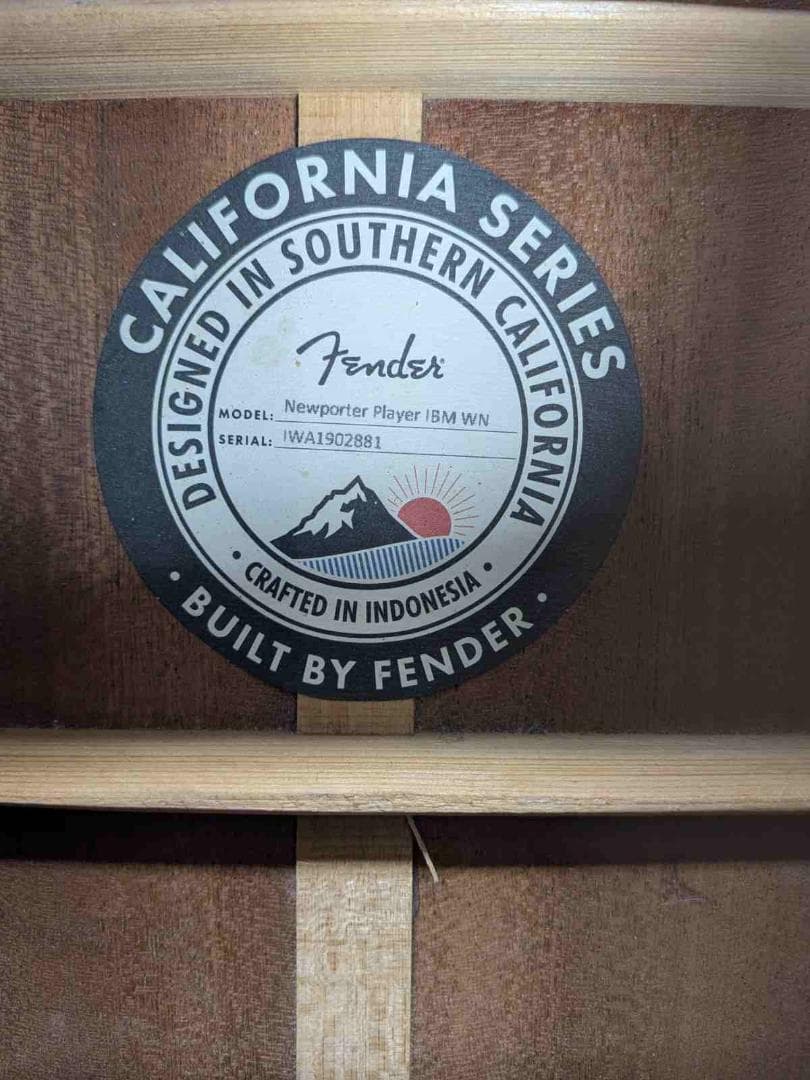 CALIFORNIA SERIES
DESIGNED IN SOUTHERN CALIFORNIA
Fender
MODEL: Newporter Player IBM WN
SERIAL: IWA1902881
• CRAFTED IN INDONESIA •
• BUILT BY FENDER •